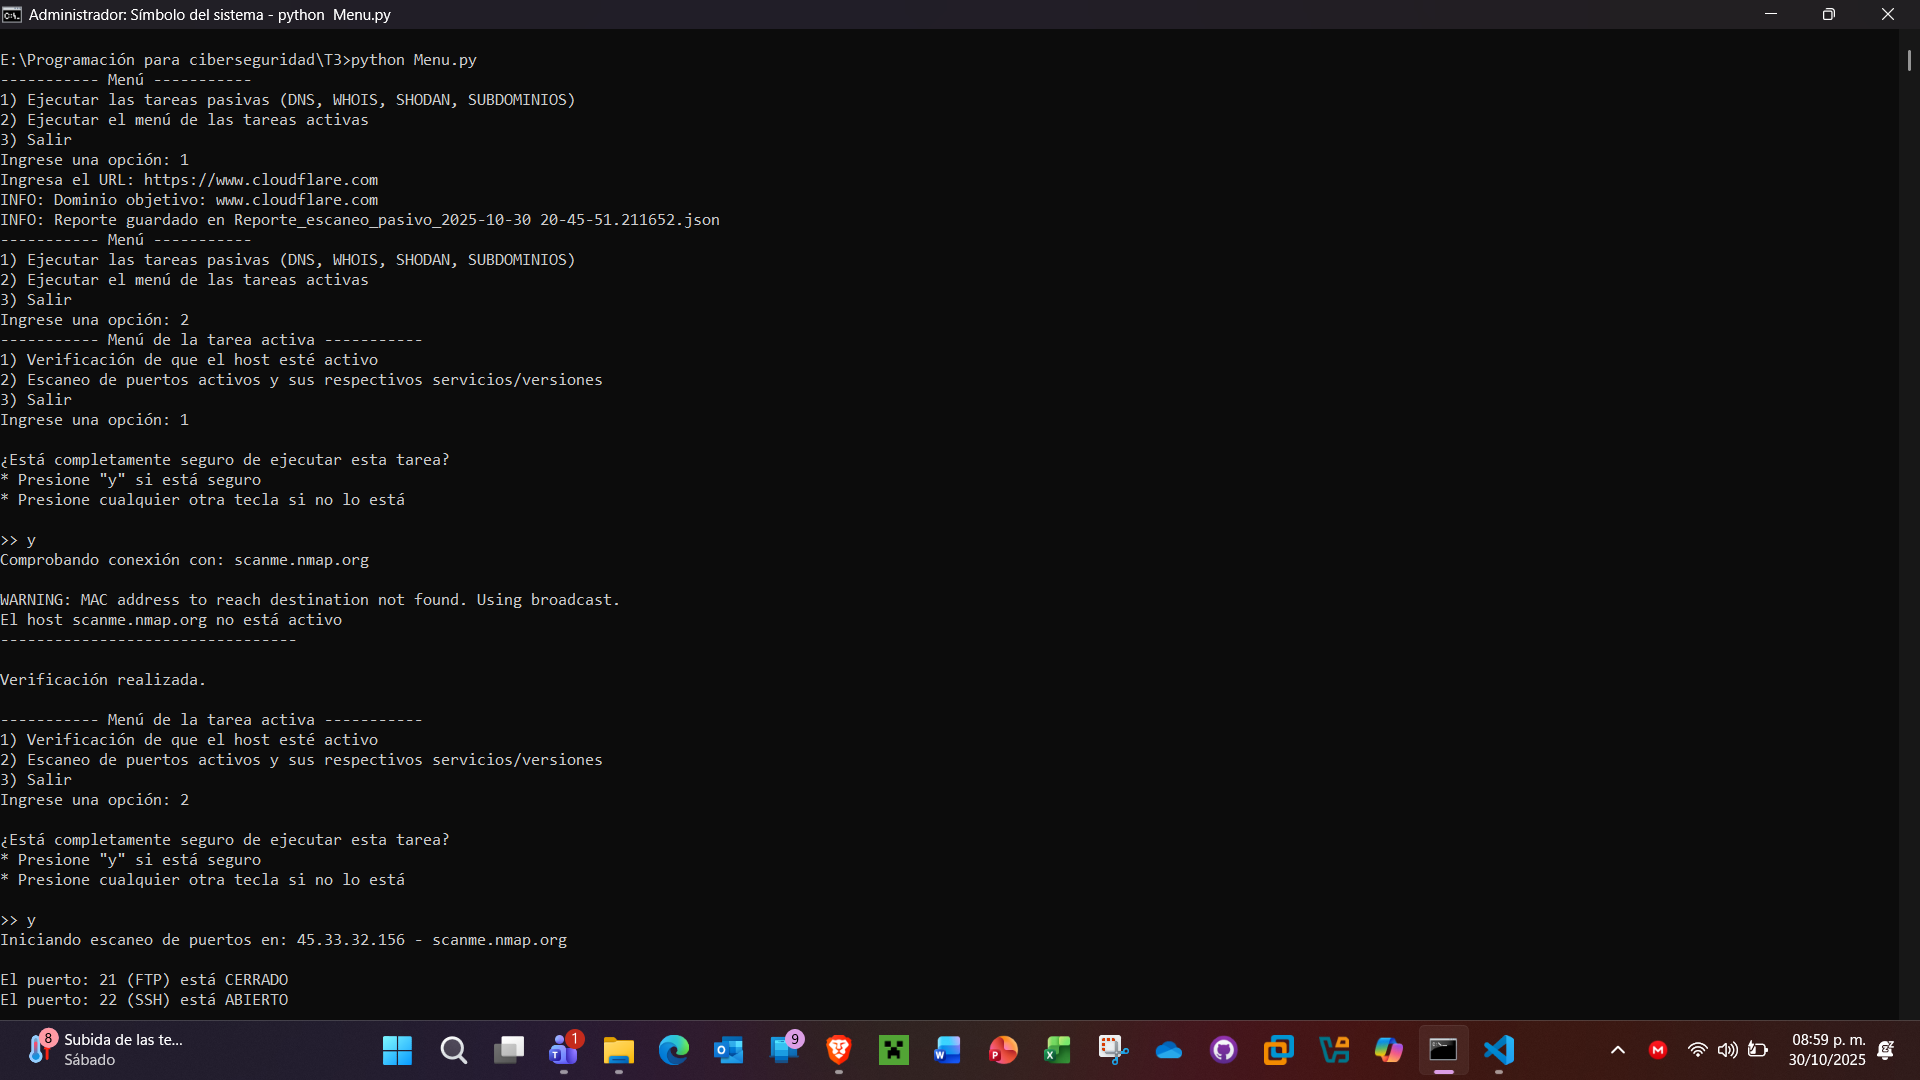 Administrador: Símbolo del sistema - python  Menu.py
E:\Programación para ciberseguridad\T3>python Menu.py
----------- Menú -----------
1) Ejecutar las tareas pasivas (DNS, WHOIS, SHODAN, SUBDOMINIOS)
2) Ejecutar el menú de las tareas activas
3) Salir
Ingrese una opción: 1
Ingresa el URL: https://www.cloudflare.com
INFO: Dominio objetivo: www.cloudflare.com
INFO: Reporte guardado en Reporte_escaneo_pasivo_2025-10-30 20-45-51.211652.json
----------- Menú -----------
1) Ejecutar las tareas pasivas (DNS, WHOIS, SHODAN, SUBDOMINIOS)
2) Ejecutar el menú de las tareas activas
3) Salir
Ingrese una opción: 2
----------- Menú de la tarea activa -----------
1) Verificación de que el host esté activo
2) Escaneo de puertos activos y sus respectivos servicios/versiones
3) Salir
Ingrese una opción: 1
¿Está completamente seguro de ejecutar esta tarea?
* Presione "y" si está seguro
* Presione cualquier otra tecla si no lo está
>> y
Comprobando conexión con: scanme.nmap.org
WARNING: MAC address to reach destination not found. Using broadcast.
El host scanme.nmap.org no está activo
---------------------------------
Verificación realizada.
----------- Menú de la tarea activa -----------
1) Verificación de que el host esté activo
2) Escaneo de puertos activos y sus respectivos servicios/versiones
3) Salir
Ingrese una opción: 2
¿Está completamente seguro de ejecutar esta tarea?
* Presione "y" si está seguro
* Presione cualquier otra tecla si no lo está
>> y
Iniciando escaneo de puertos en: 45.33.32.156 - scanme.nmap.org
El puerto: 21 (FTP) está CERRADO
El puerto: 22 (SSH) está ABIERTO
8
Subida de las te...
Sábado
1
9
08:59 p. m.
30/10/2025